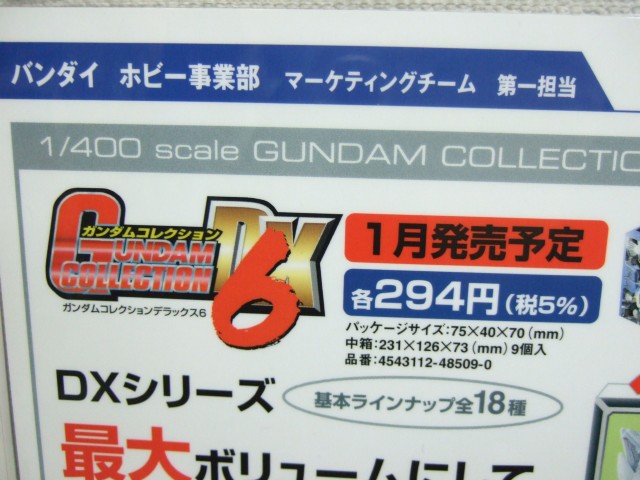 バンダイ ホビー事業部 マーケティングチーム 第一担当
1/400 scale GUNDAM COLLECTIO
ガンダムコレクション
GUNDAM COLLECTION DX 6
ガンダムコレクションデラックス6
1月発売予定
各294円(税5%)
パッケージサイズ:75×40×70(mm)
中箱:231×126×73(mm)9個入
品番:4543112-48509-0
DXシリーズ
基本ラインナップ全18種
最大ボリュームにして